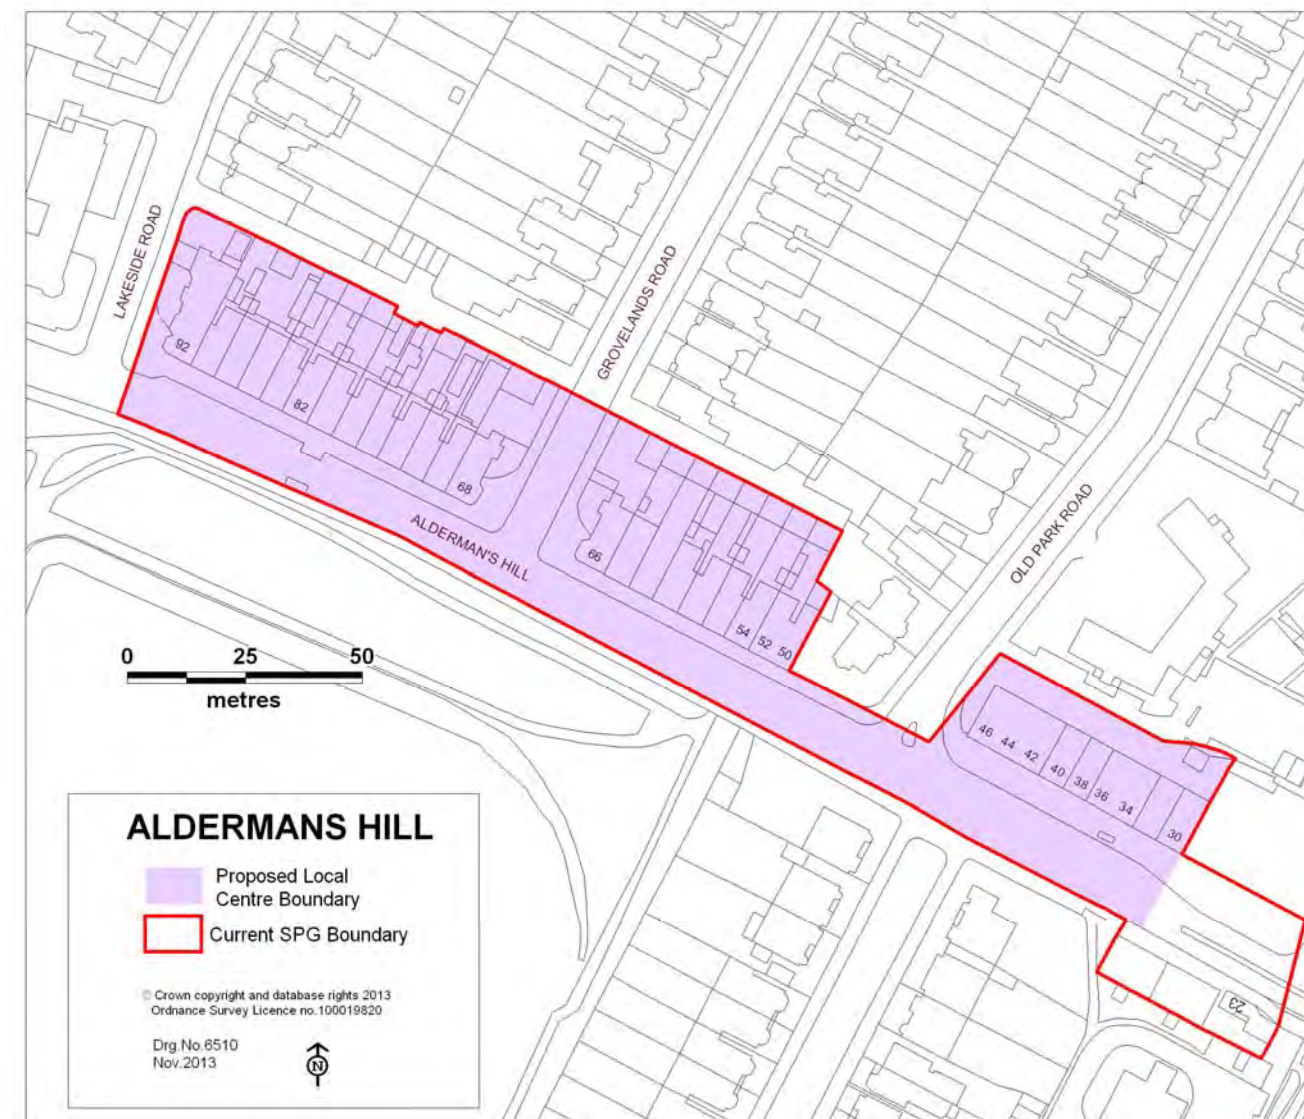 LAKESIDE ROAD
GROVELANDS ROAD
OLD PARK ROAD
ALDERMAN'S HILL
92
82
68
66
54
52
50
46
44
42
40
38
36
34
30
23
0 25 50
metres
ALDERMANS HILL
Proposed Local
Centre Boundary
Current SPG Boundary
© Crown copyright and database rights 2013
Ordnance Survey Licence no.100019820
Drg.No.6510
Nov.2013
N